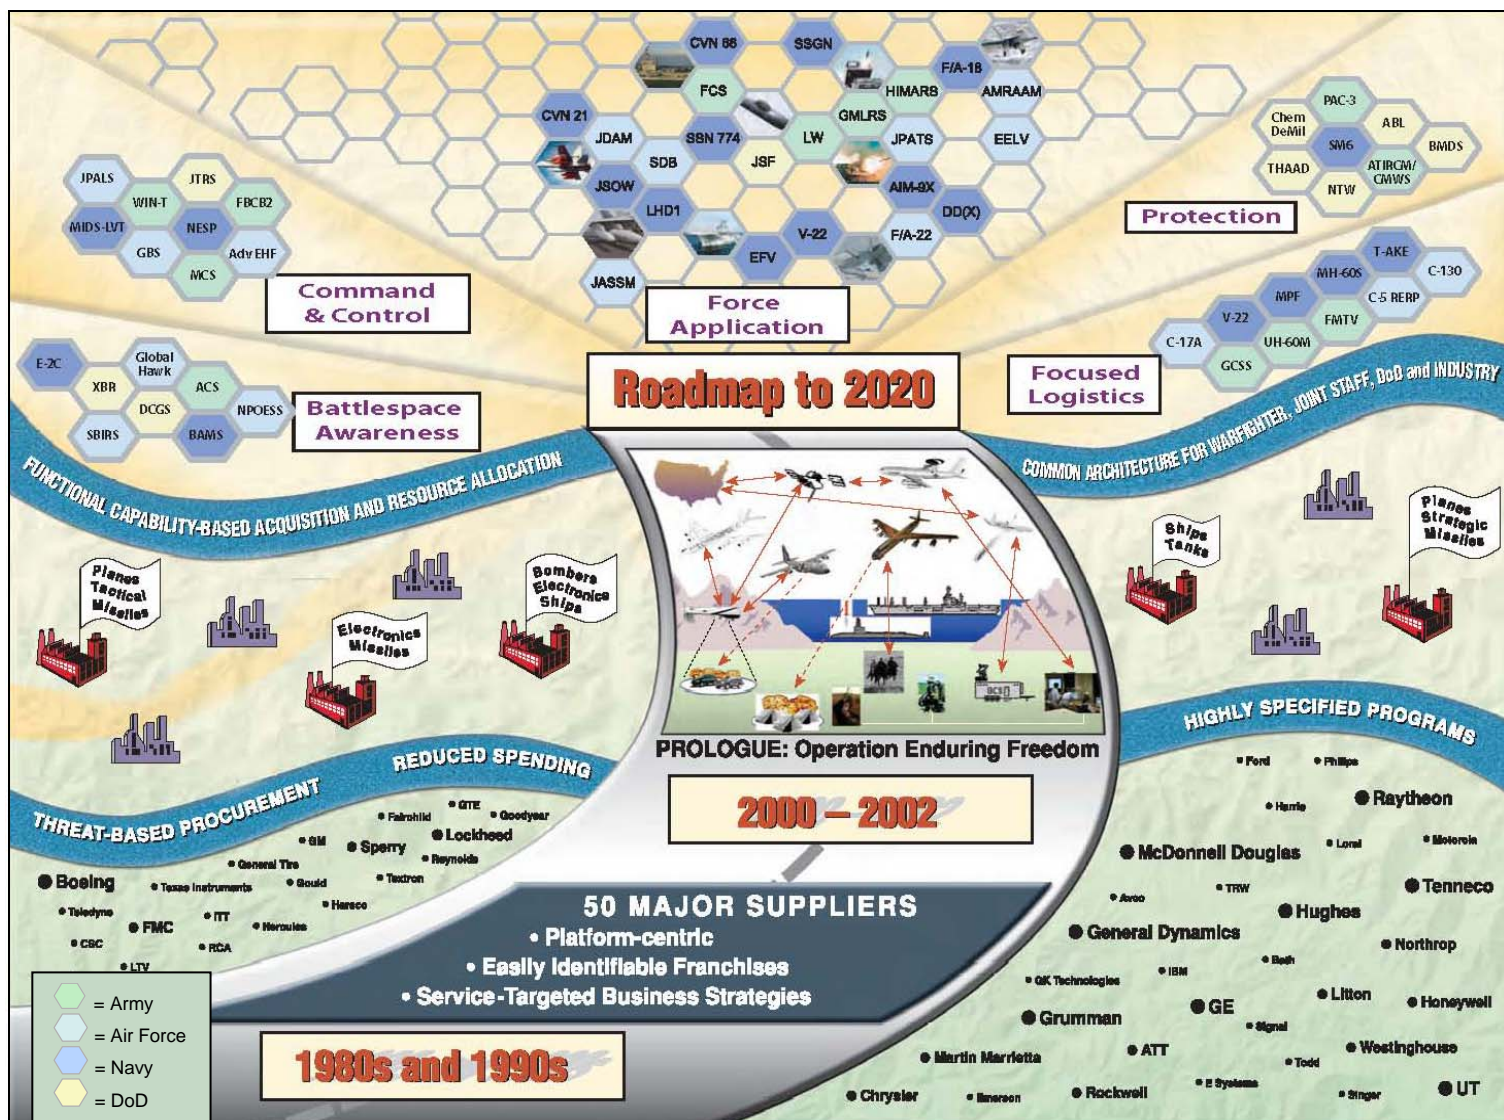 CVN 68
SSGN
F/A-18
FCS
HIMARS
AMRAAM
CVN 21
GMLRS
JDAM
SSN 774
LW
JPATS
EELV
SDB
JSF
JSOW
AIM-9X
LHD1
DD(X)
V-22
F/A-22
EFV
JASSM
Force
Application
JPALS
JTRS
WIN-T
FBCB2
MIDS-LVT
NESP
GBS
Adv EHF
MCS
Command
& Control
PAC-3
Chem
DeMil
ABL
SM6
BMDS
THAAD
ATIRCM/
CMWS
NTW
Protection
T-AKE
MH-60S
C-130
MPF
C-5 RERP
V-22
FMTV
C-17A
UH-60M
GCSS
Focused
Logistics
E-2C
Global
Hawk
XBR
ACS
DCGS
NPOESS
SBIRS
BAMS
Battlespace
Awareness
Roadmap to 2020
FUNCTIONAL CAPABILITY-BASED ACQUISITION AND RESOURCE ALLOCATION
COMMON ARCHITECTURE FOR WARFIGHTER, JOINT STAFF, DoD and INDUSTRY
Planes
Tactical
Missiles
Electronics
Missiles
Bombers
Electronics
Ships
Ships
Tanks
Planes
Strategic
Missiles
PROLOGUE: Operation Enduring Freedom
2000 – 2002
THREAT-BASED PROCUREMENT
REDUCED SPENDING
HIGHLY SPECIFIED PROGRAMS
GTE
Fairchild
Goodyear
Lockheed
GM
Sperry
Reynolds
General Tire
Textron
Boeing
Texas Instruments
Gould
Teledyne
ITT
Harsco
FMC
Hercules
CSC
RCA
LTV
Ford
Phillips
Harris
Raytheon
McDonnell Douglas
Loral
Motorola
TRW
Tenneco
Avco
Hughes
General Dynamics
Northrop
Bath
IBM
GK Technologies
Litton
Honeywell
GE
Grumman
Signal
Westinghouse
Martin Marrietta
ATT
Todd
E Systems
UT
Chrysler
Emerson
Rockwell
Singer
50 MAJOR SUPPLIERS
• Platform-centric
• Easily Identifiable Franchises
• Service-Targeted Business Strategies
1980s and 1990s
= Army
= Air Force
= Navy
= DoD